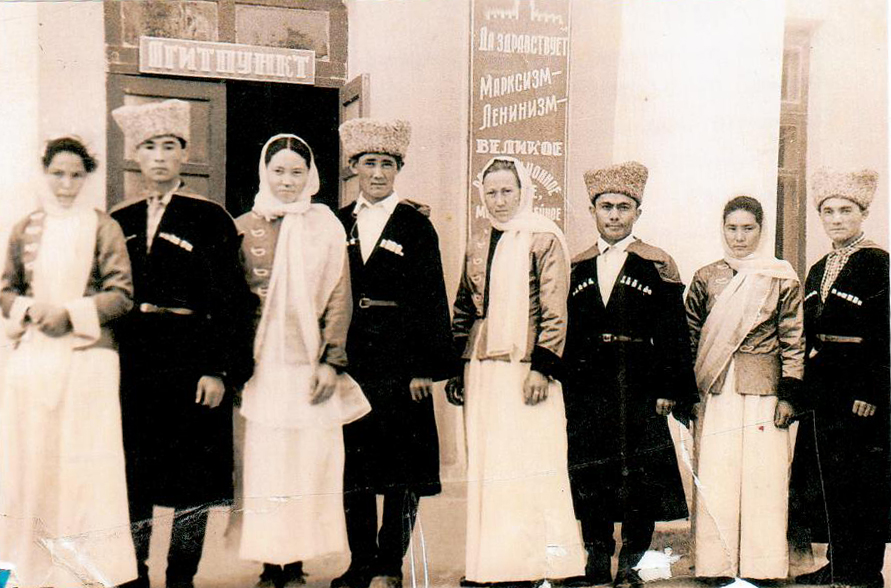 АГИТПУНКТ
ДА ЗДРАВСТВУЕТ
МАРКСИЗМ–
ЛЕНИНИЗМ–
ВЕЛИКОЕ